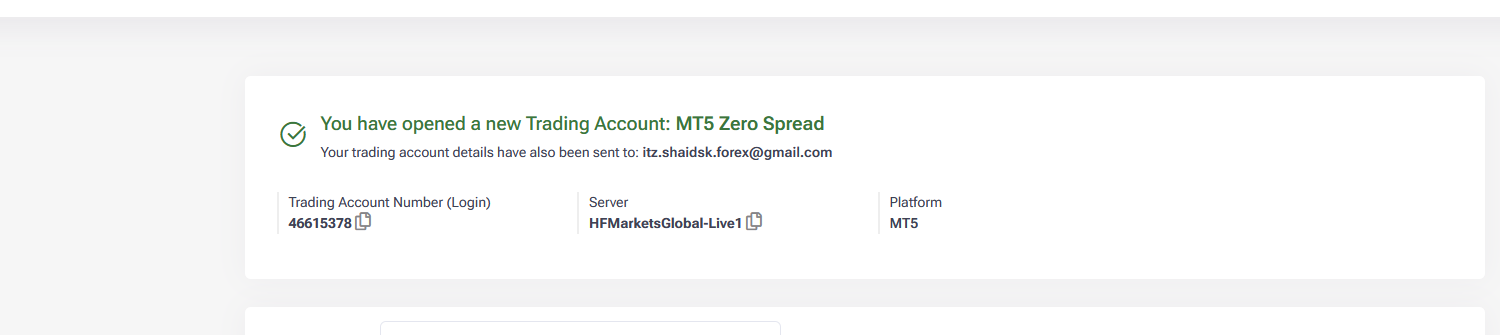 You have opened a new Trading Account: MT5 Zero Spread
Your trading account details have also been sent to: itz.shaidsk.forex@gmail.com
Trading Account Number (Login)
46615378
Server
HFMarketsGlobal-Live1
Platform
MT5